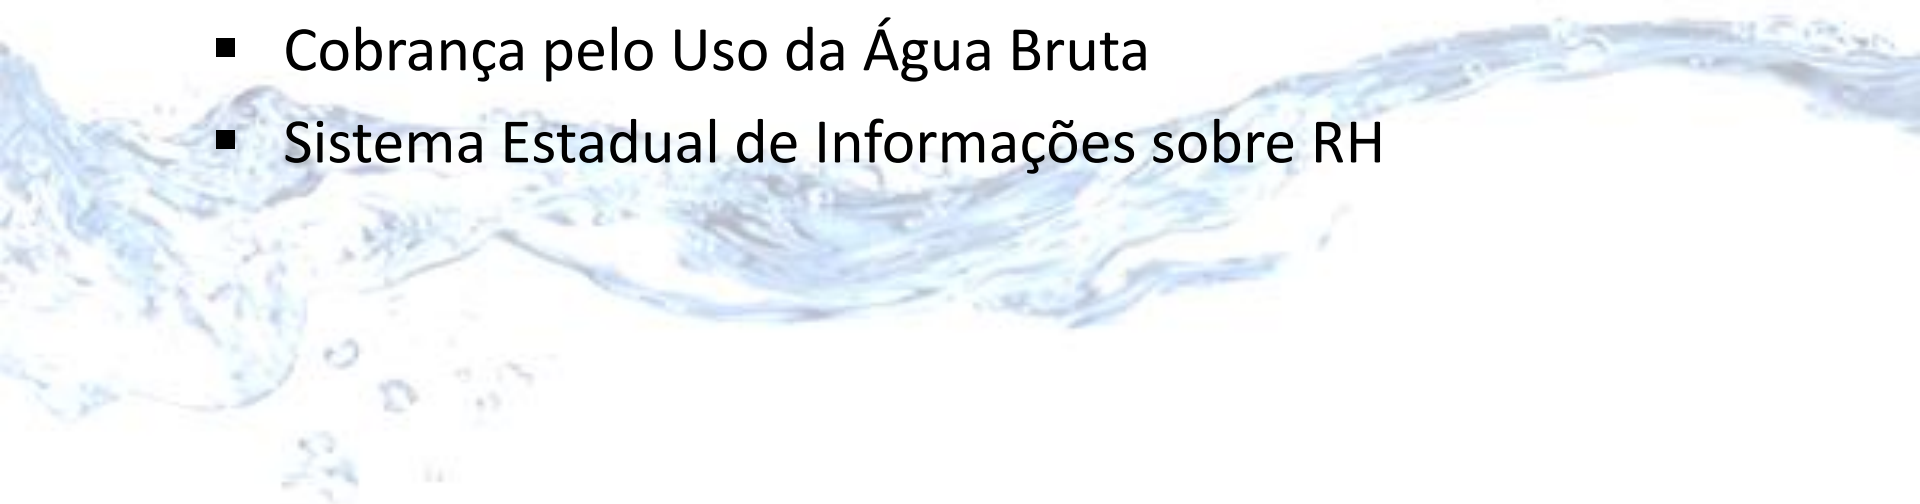 ▪ Cobrança pelo Uso da Água Bruta
▪ Sistema Estadual de Informações sobre RH